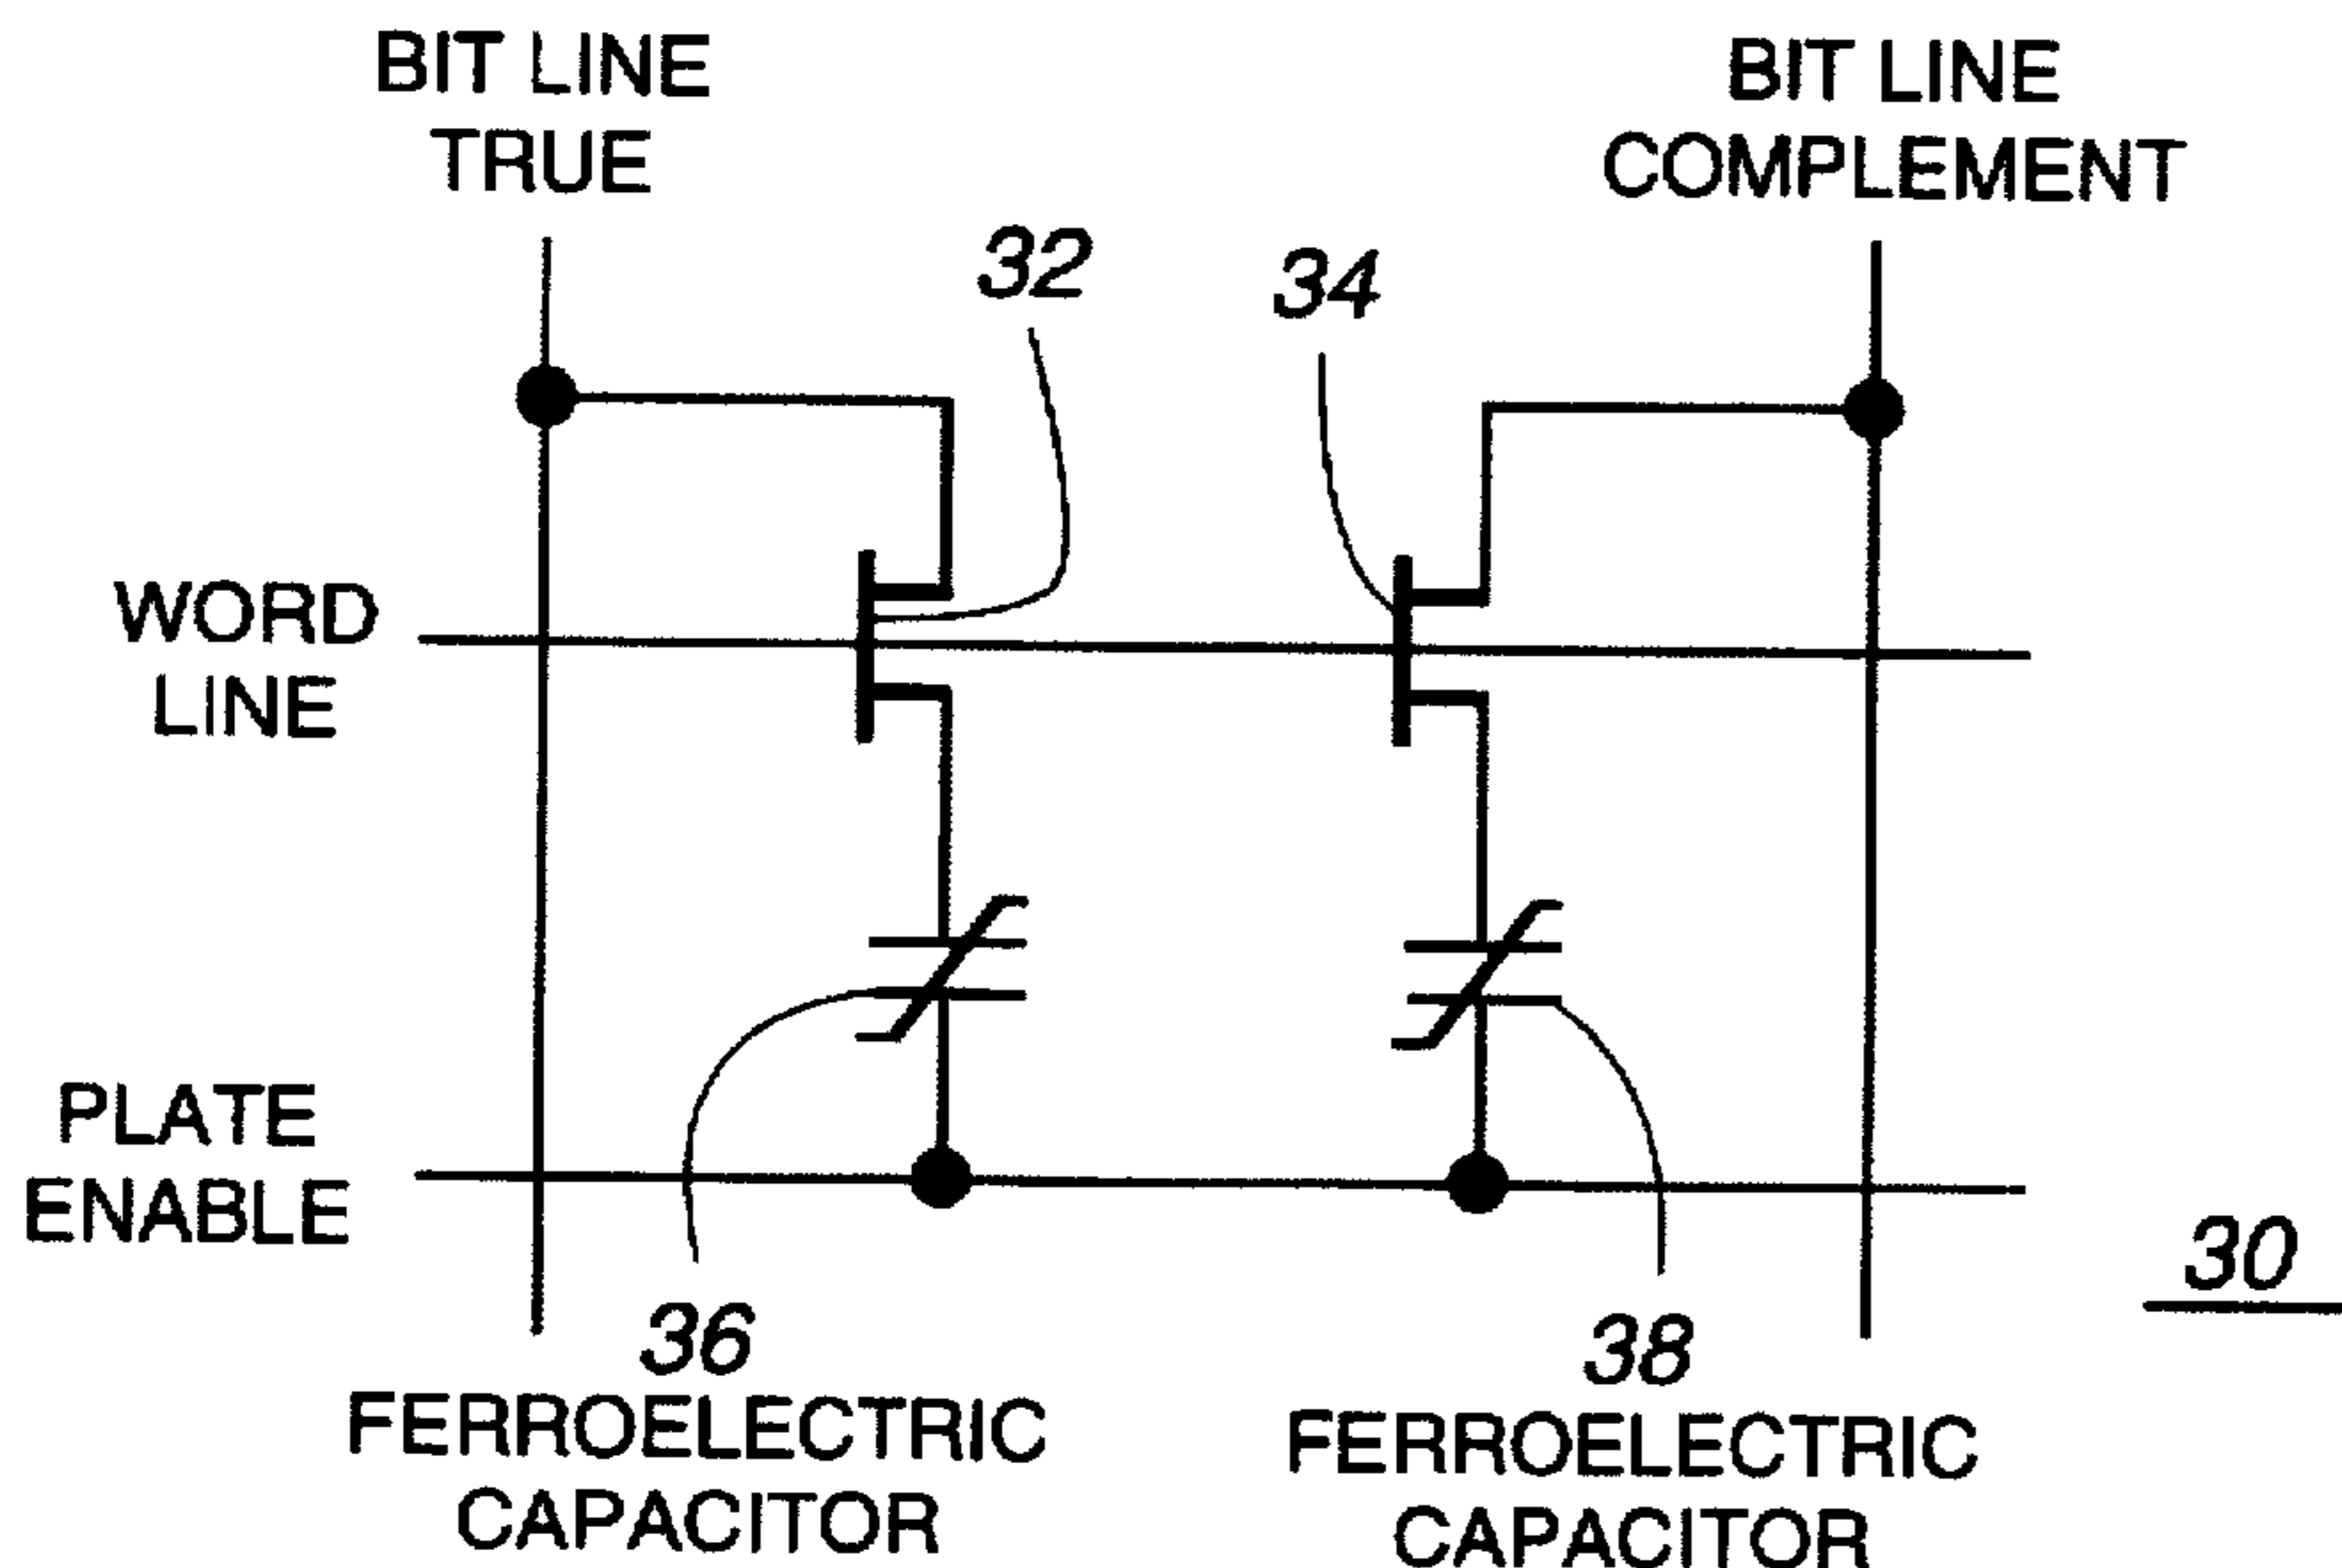 BIT LINE
TRUE
BIT LINE
COMPLEMENT
32
34
WORD
LINE
PLATE
ENABLE
30
36
FERROELECTRIC
CAPACITOR
38
FERROELECTRIC
CAPACITOR